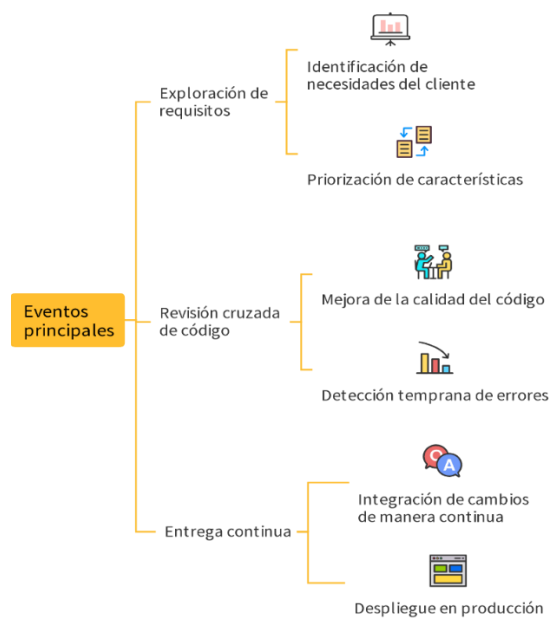 Eventos
principales
Exploración de
requisitos
Identificación de
necesidades del cliente
Priorización de características
Revisión cruzada
de código
Mejora de la calidad del código
Detección temprana de errores
Entrega continua
Q
A
Integración de cambios
de manera continua
Despliegue en producción